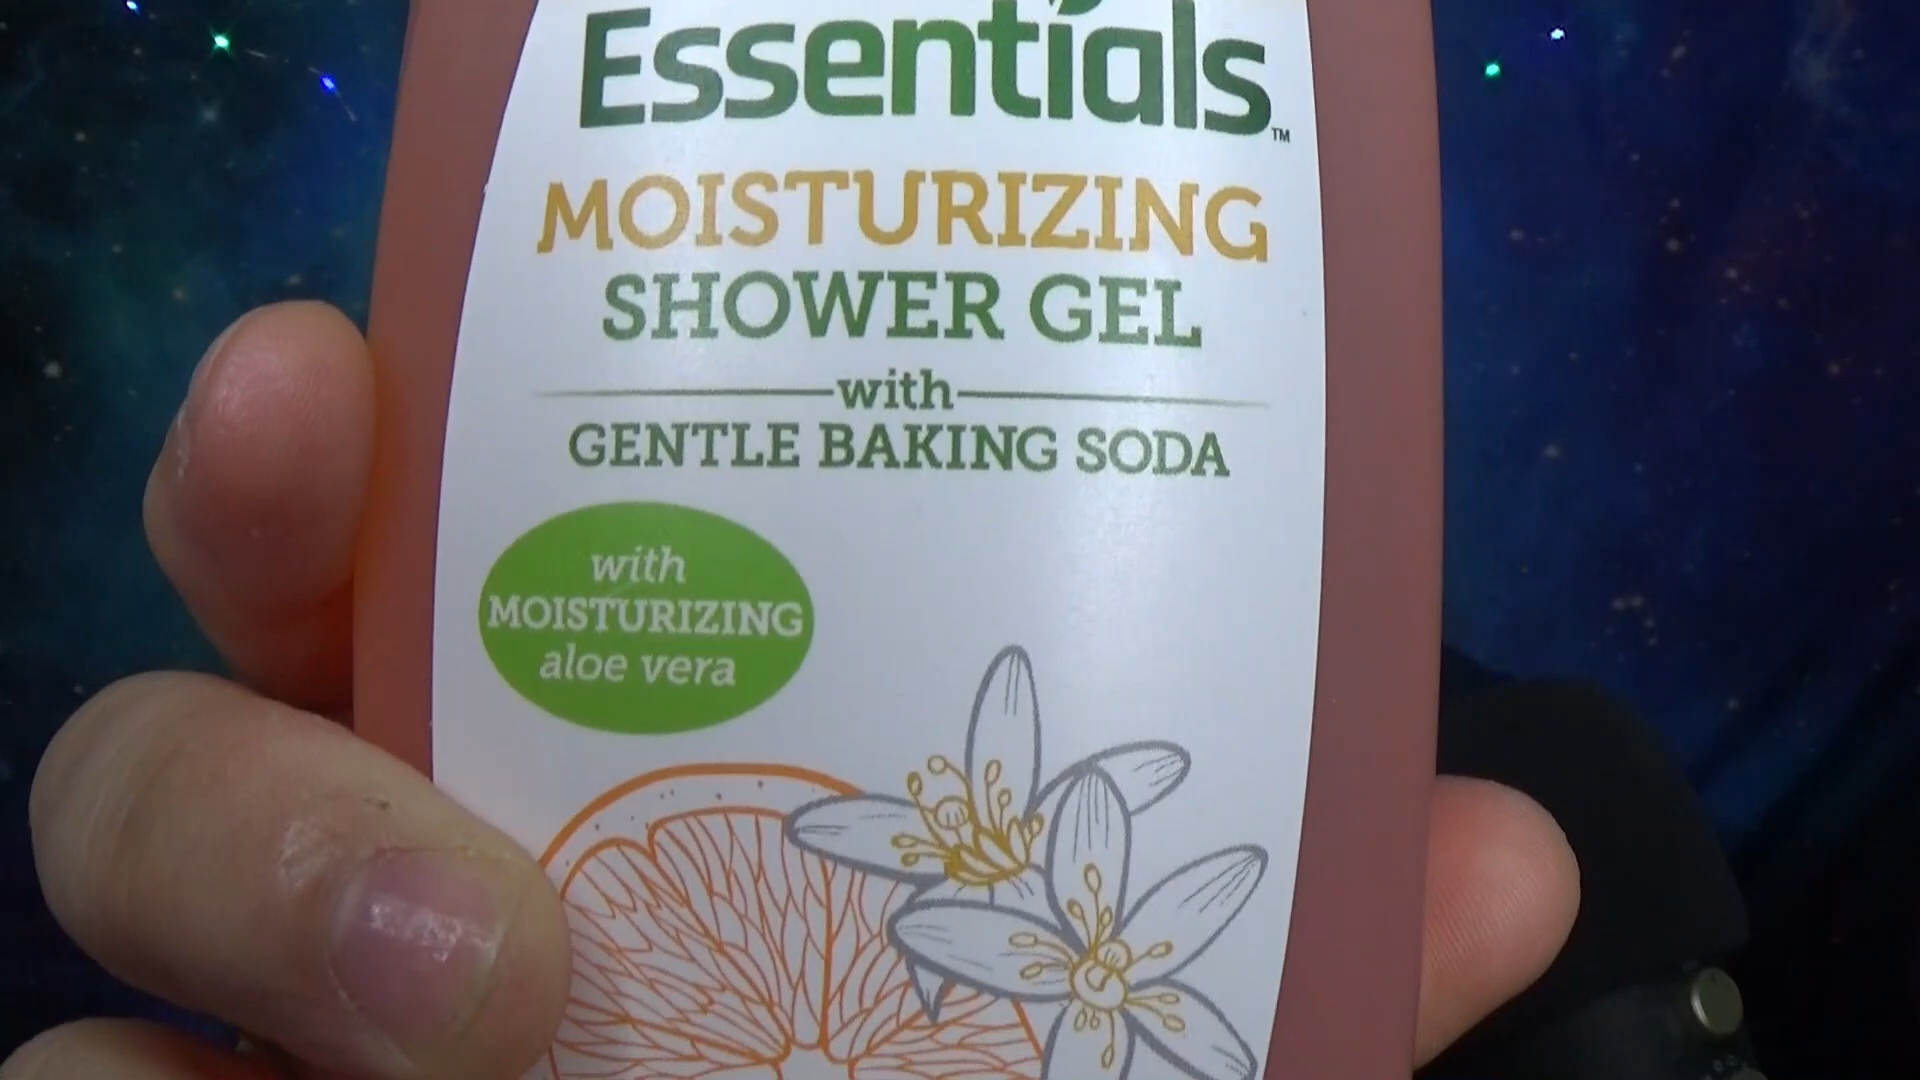 Essentials™
MOISTURIZING
SHOWER GEL
with
GENTLE BAKING SODA
with
MOISTURIZING
aloe vera